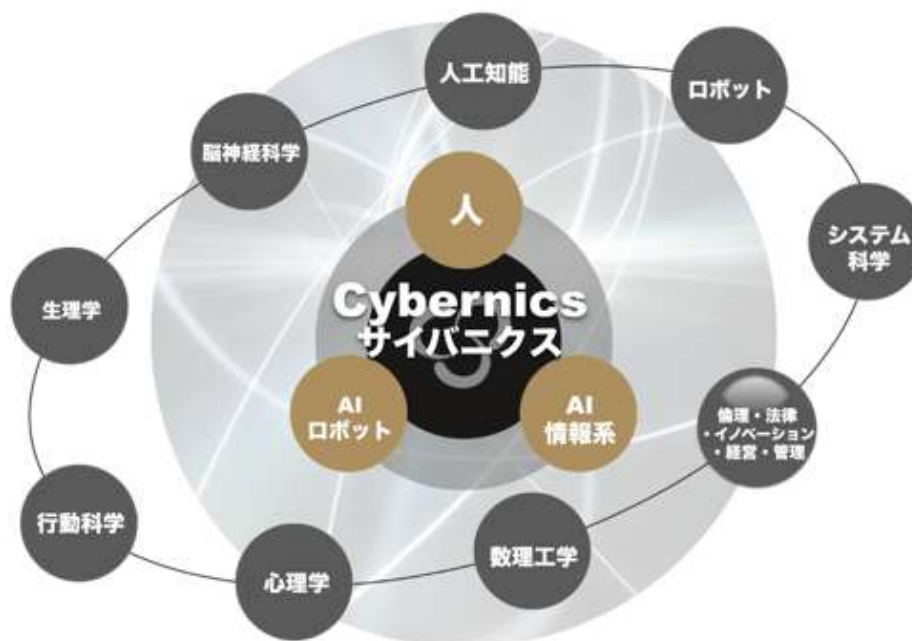 人工知能
ロボット
脳神経科学
人
システム
科学
生理学
Cybernics
サイバニクス
AI
ロボット
AI
情報系
倫理・法律
・イノベーション
・経営・管理
行動科学
心理学
数理工学